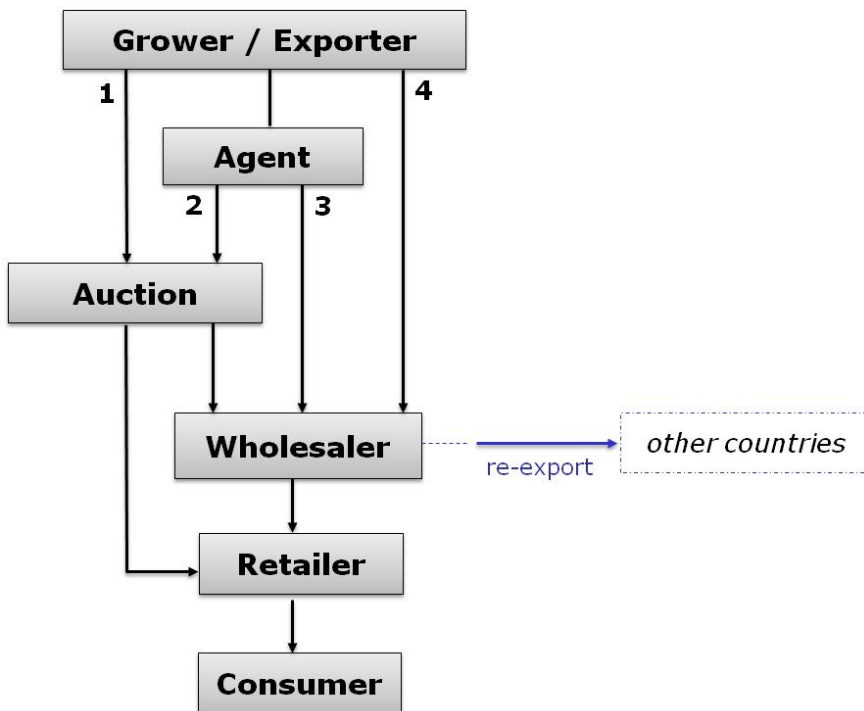 Grower / Exporter
1
4
Agent
2
3
Auction
Wholesaler
other countries
re-export
Retailer
Consumer